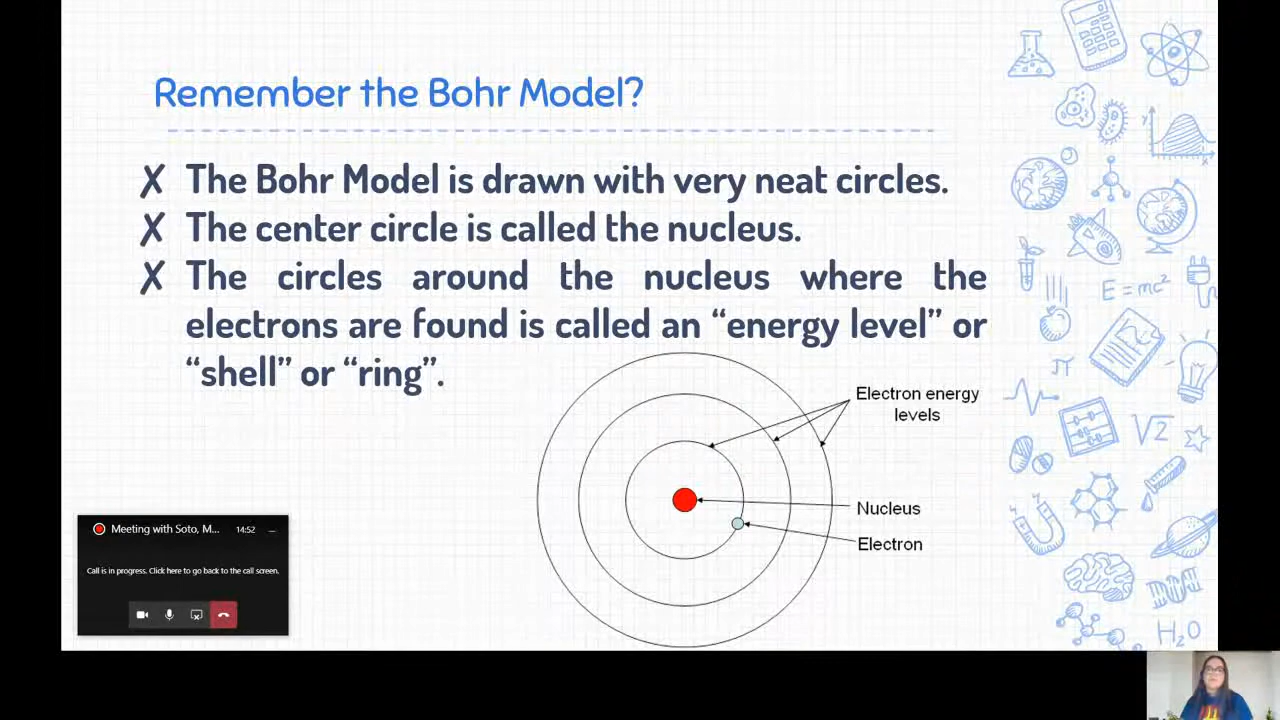 Remember the Bohr Model?
✗ The Bohr Model is drawn with very neat circles.
✗ The center circle is called the nucleus.
✗ The circles around the nucleus where the
electrons are found is called an “energy level” or
“shell” or “ring”.
Electron energy
levels
Nucleus
Electron
Meeting with Soto, M...
14:52
Call is in progress. Click here to go back to the call screen.
y
x
E = mc²
π
√2
H₂O